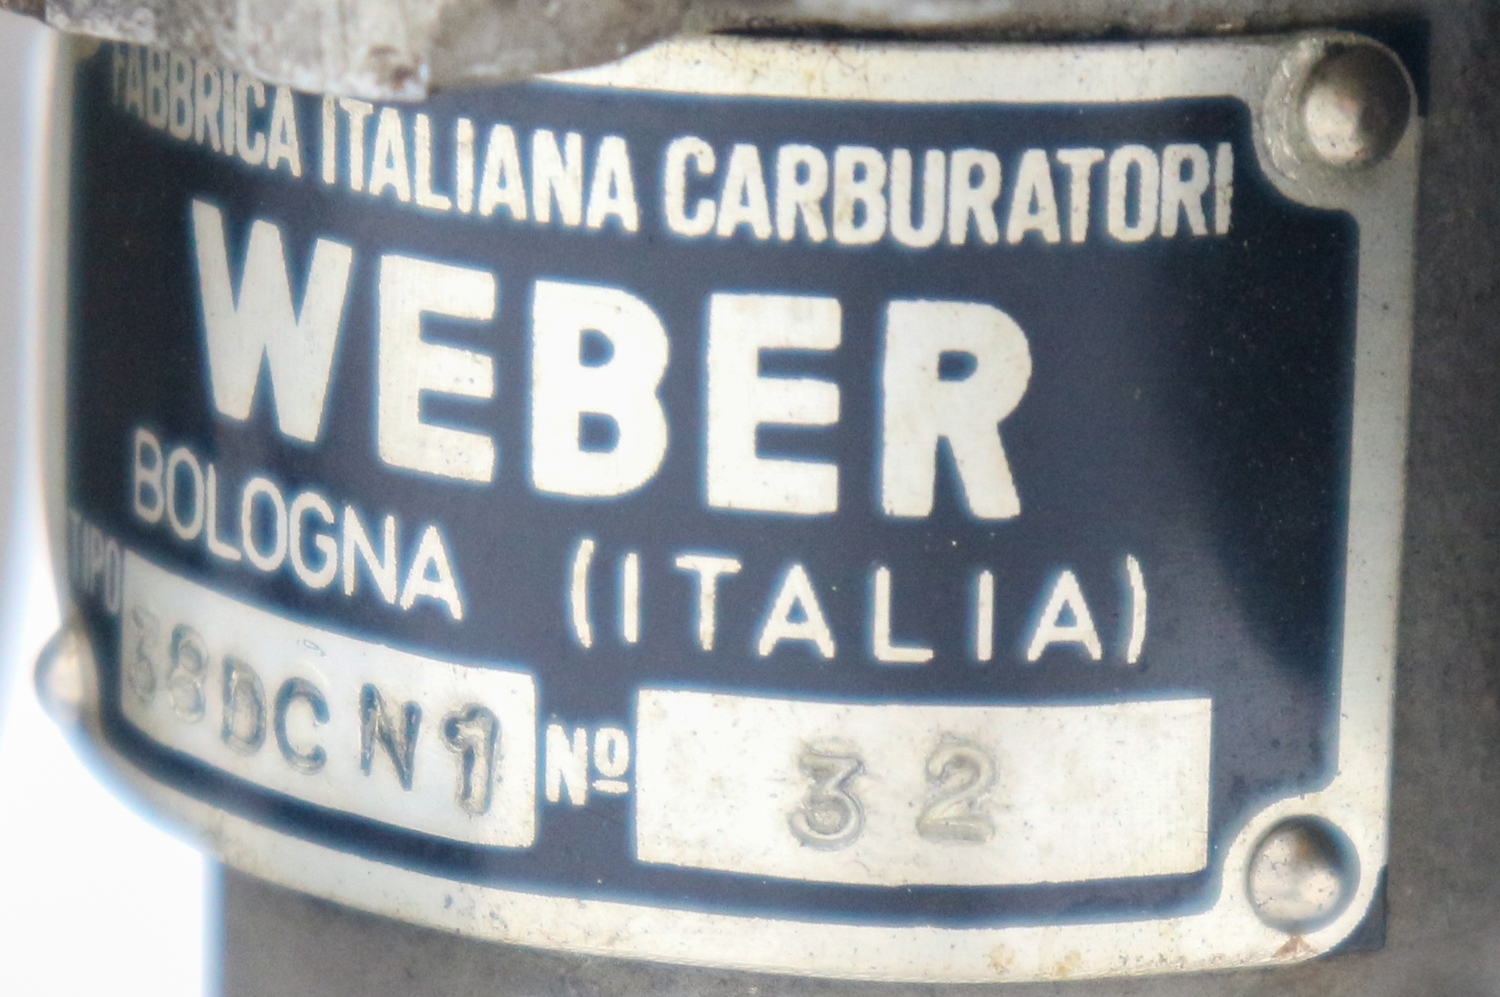 FABBRICA ITALIANA CARBURATORI
WEBER
BOLOGNA (ITALIA)
TIPO 38DCN1 Nº 32